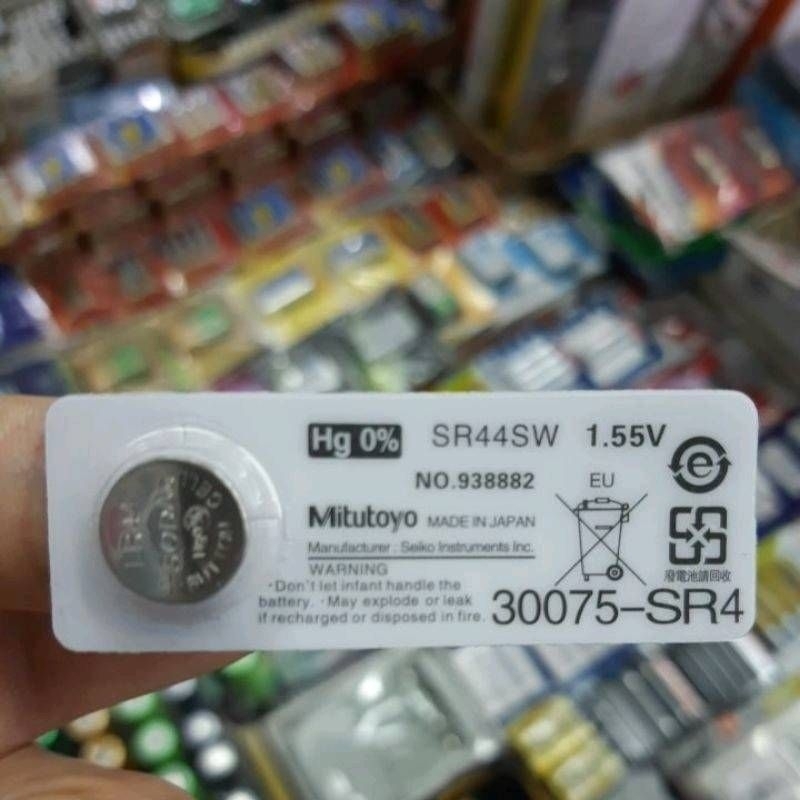 Hg 0% SR44SW 1.55V
NO.938882 EU
Mitutoyo MADE IN JAPAN
Manufacturer : Seiko Instruments Inc.
WARNING
·Don't let infant handle the
battery. ·May explode or leak
if recharged or disposed in fire.
廢電池請回收
30075-SR4
CELL